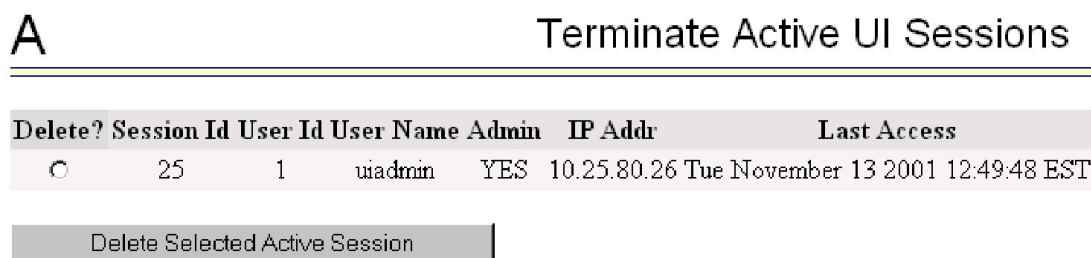 A Terminate Active UI Sessions
Delete? Session Id User Id User Name Admin IP Addr Last Access
25 1 uiadmin YES 10.25.80.26 Tue November 13 2001 12:49:48 EST
Delete Selected Active Session